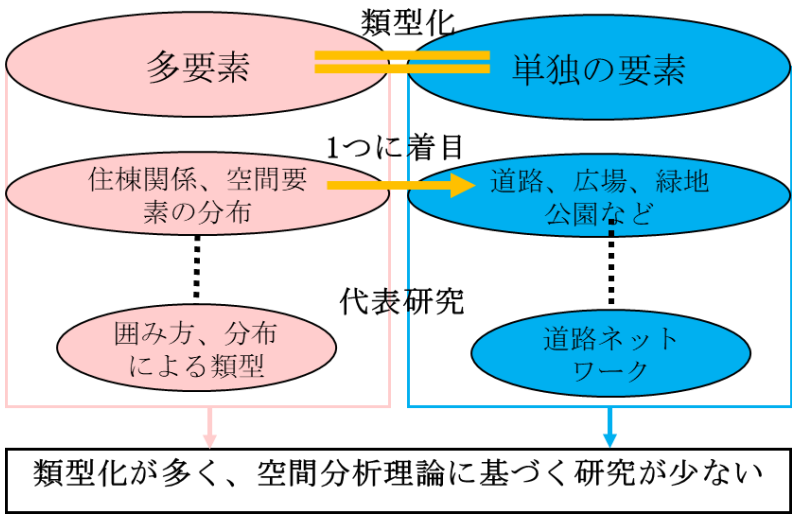 類型化
多要素
単独の要素
1つに着目
住棟関係、空間要
素の分布
道路、広場、緑地
公園など
代表研究
囲み方、分布
による類型
道路ネット
ワーク
類型化が多く、空間分析理論に基づく研究が少ない